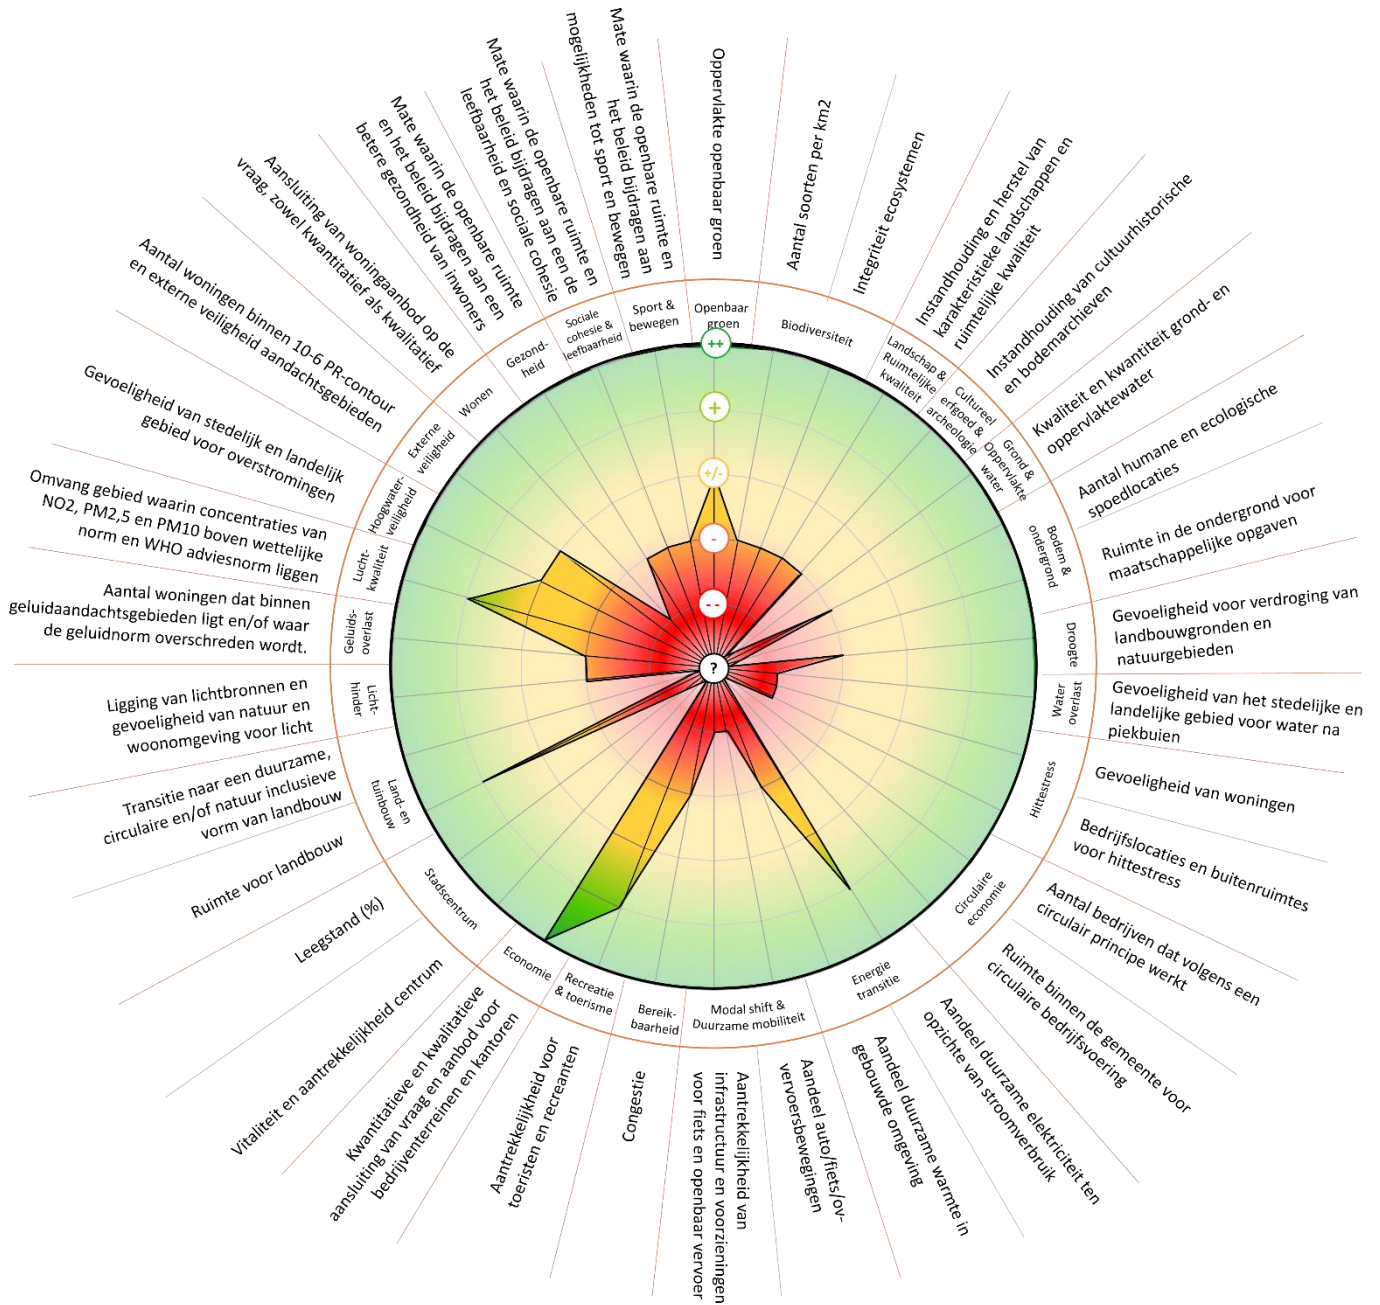 Oppervlakte openbaar groen
Aantal soorten per km2
Integriteit ecosystemen
Instandhouding en herstel van
karakteristieke landschappen en
ruimtelijke kwaliteit
Instandhouding van cultuurhistorische
en bodemarchieven
Kwaliteit en kwantiteit grond- en
oppervlaktewater
Aantal humane en ecologische
spoedlocaties
Ruimte in de ondergrond voor
maatschappelijke opgaven
Gevoeligheid voor verdroging van
landbouwgronden en
natuurgebieden
Gevoeligheid van het stedelijke en
landelijke gebied voor water na
piekbuien
Gevoeligheid van woningen
Bedrijfslocaties en buitenruimtes
voor hittestress
Aantal bedrijven dat volgens een
circulair principe werkt
Ruimte binnen de gemeente voor
circulaire bedrijfsvoering
Aandeel duurzame elektriciteit ten
opzichte van stroomverbruik
Aandeel duurzame warmte in
gebouwde omgeving
Aandeel auto/fiets/ov-
vervoersbewegingen
Aantrekkelijkheid van
infrastructuur en voorzieningen
voor fiets en openbaar vervoer
Congestie
Aantrekkelijkheid voor
toeristen en recreanten
Kwantitatieve en kwalitatieve
aansluiting van vraag en aanbod voor
bedrijventerreinen en kantoren
Vitaliteit en aantrekkelijkheid centrum
Leegstand (%)
Ruimte voor landbouw
Transitie naar een duurzame,
circulaire en/of natuur inclusieve
vorm van landbouw
Ligging van lichtbronnen en
gevoeligheid van natuur en
woonomgeving voor licht
Aantal woningen dat binnen
geluidaandachtsgebieden ligt en/of waar
de geluidnorm overschreden wordt.
Omvang gebied waarin concentraties van
NO2, PM2,5 en PM10 boven wettelijke
norm en WHO adviesnorm liggen
Gevoeligheid van stedelijk en landelijk
gebied voor overstromingen
Aantal woningen binnen 10-6 PR-contour
en externe veiligheid aandachtsgebieden
Aansluiting van woningaanbod op de
vraag, zowel kwantitatief als kwalitatief
Mate waarin de openbare ruimte
en het beleid bijdragen aan een
betere gezondheid van inwoners
Mate waarin de openbare ruimte en
het beleid bijdragen aan een de
leefbaarheid en sociale cohesie
Mate waarin de openbare ruimte en
het beleid bijdragen aan
mogelijkheden tot sport en bewegen
Openbaar
groen
Biodiversiteit
Landschap &
Ruimtelijke
kwaliteit
Cultureel
erfgoed &
archeologie
Grond &
Oppervlakte
water
Bodem &
ondergrond
Droogte
Water
overlast
Hittestress
Circulaire
economie
Energie
transitie
Modal shift &
Duurzame mobiliteit
Bereik-
baarheid
Recreatie
& toerisme
Economie
Stadscentrum
Land- en
tuinbouw
Licht-
hinder
Geluids-
overlast
Lucht-
kwaliteit
Hoogwater-
veiligheid
Externe
veiligheid
Wonen
Gezond-
heid
Sociale
cohesie &
leefbaarheid
Sport &
bewegen
++
+
+/-
-
--
?